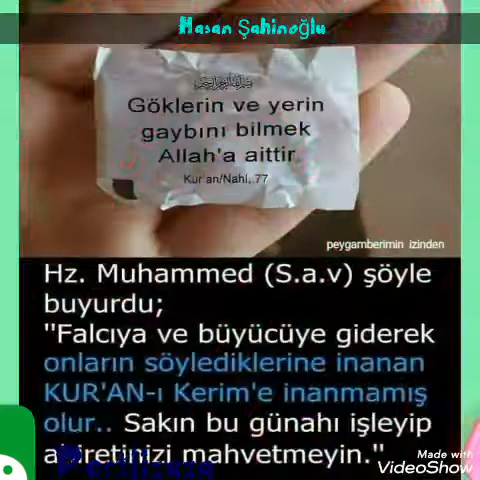 Hasan Şahinoğlu
Göklerin ve yerin
gaybını bilmek
Allah'a aittir.
Kur'an/Nahl, 77
peygamberimin izinden
Hz. Muhammed (S.a.v) şöyle
buyurdu;
"Falcıya ve büyücüye giderek
onların söylediklerine inanan
KUR'AN-ı Kerim'e inanmamış
olur.. Sakın bu günahı işleyip
ahiretinizi mahvetmeyin."
Made with
VideoShow